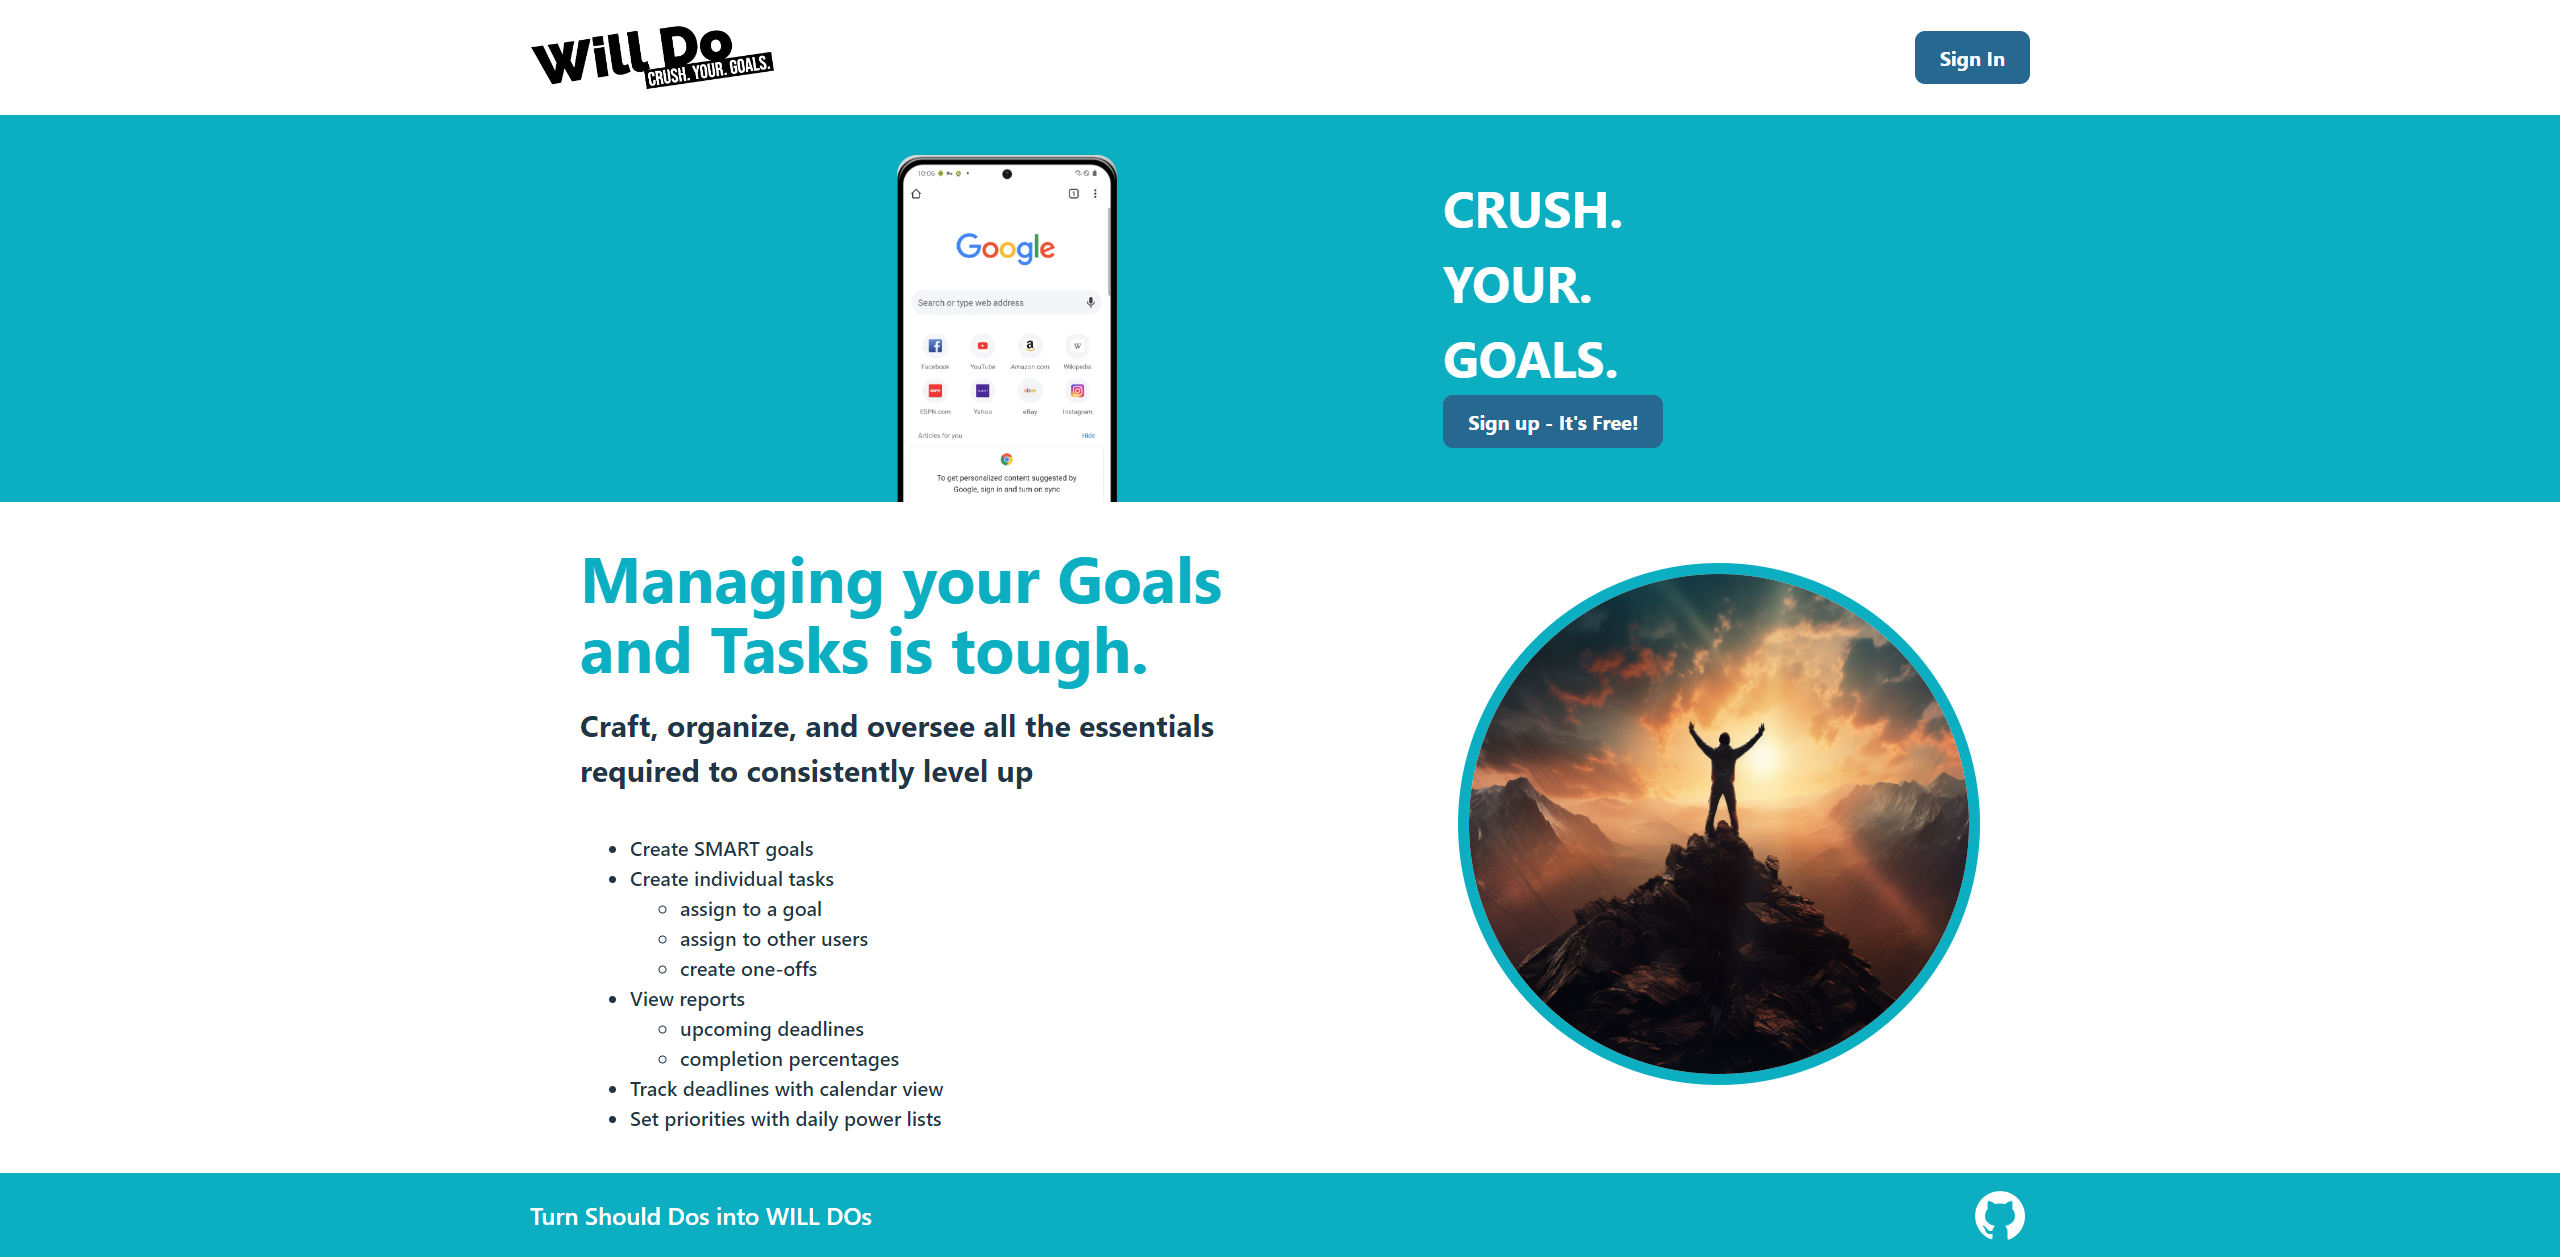 Will Do
CRUSH. YOUR. GOALS.
Sign In
10:06
1
Google
Search or type web address
Facebook YouTube Amazon.com Wikipedia
ESPN.com Yahoo eBay Instagram
Articles for you Hide
To get personalized content suggested by
Google, sign in and turn on sync
CRUSH.
YOUR.
GOALS.
Sign up - It's Free!
Managing your Goals
and Tasks is tough.
Craft, organize, and oversee all the essentials
required to consistently level up
Create SMART goals
Create individual tasks
assign to a goal
assign to other users
create one-offs
View reports
upcoming deadlines
completion percentages
Track deadlines with calendar view
Set priorities with daily power lists
Turn Should Dos into WILL DOs